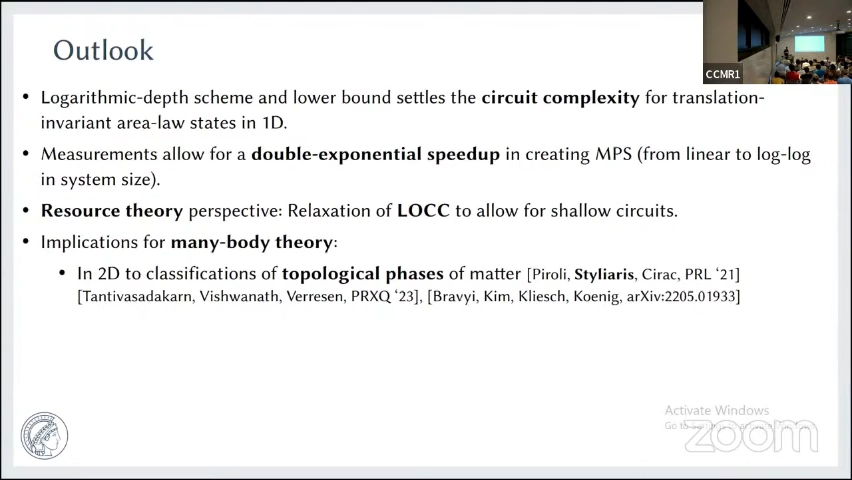 Outlook
CCMR1
• Logarithmic-depth scheme and lower bound settles the circuit complexity for translation-
invariant area-law states in 1D.
• Measurements allow for a double-exponential speedup in creating MPS (from linear to log-log
in system size).
• Resource theory perspective: Relaxation of LOCC to allow for shallow circuits.
• Implications for many-body theory:
• In 2D to classifications of topological phases of matter [Piroli, Styliaris, Cirac, PRL ‘21]
[Tantivasadakarn, Vishwanath, Verresen, PRXQ ‘23], [Bravyi, Kim, Kliesch, Koenig, arXiv:2205.01933]
Activate Windows
Go to
zoom